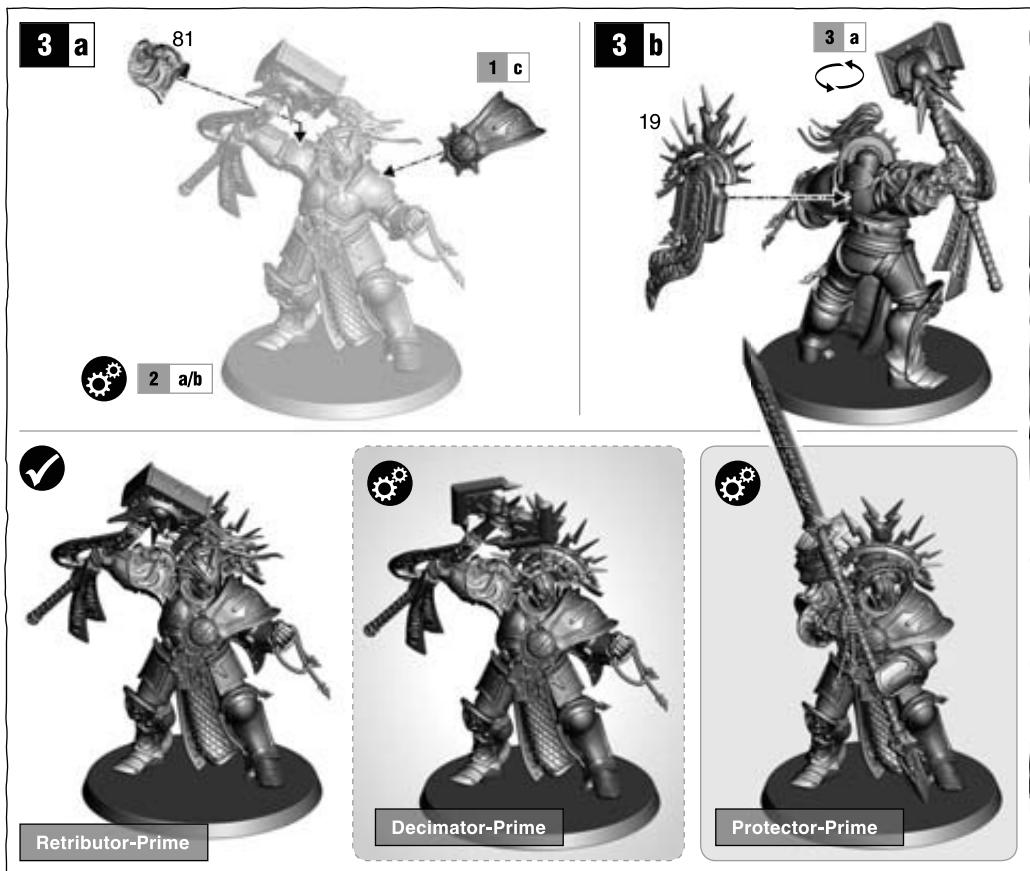 3 a
81
1 c
2 a/b
3 b
3 a
19
Retributor-Prime
Decimator-Prime
Protector-Prime